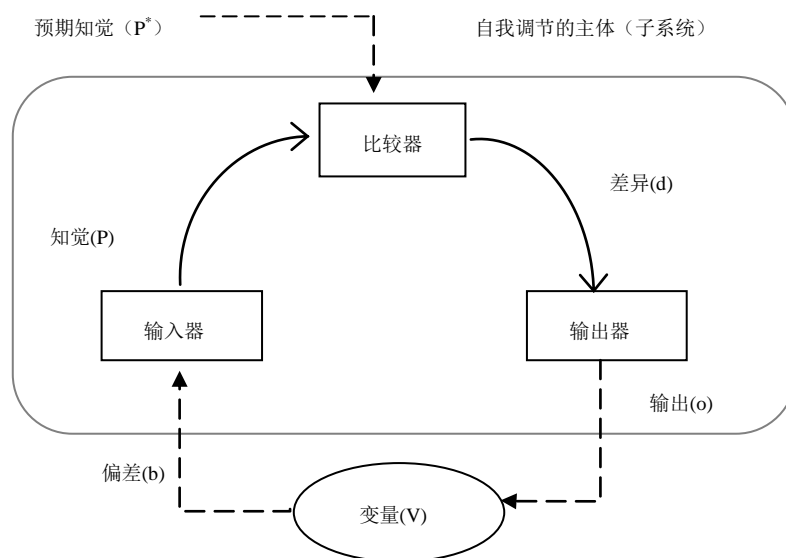 预期知觉（P*）
自我调节的主体（子系统）
比较器
差异(d)
知觉(P)
输入器
输出器
输出(o)
偏差(b)
变量(V)